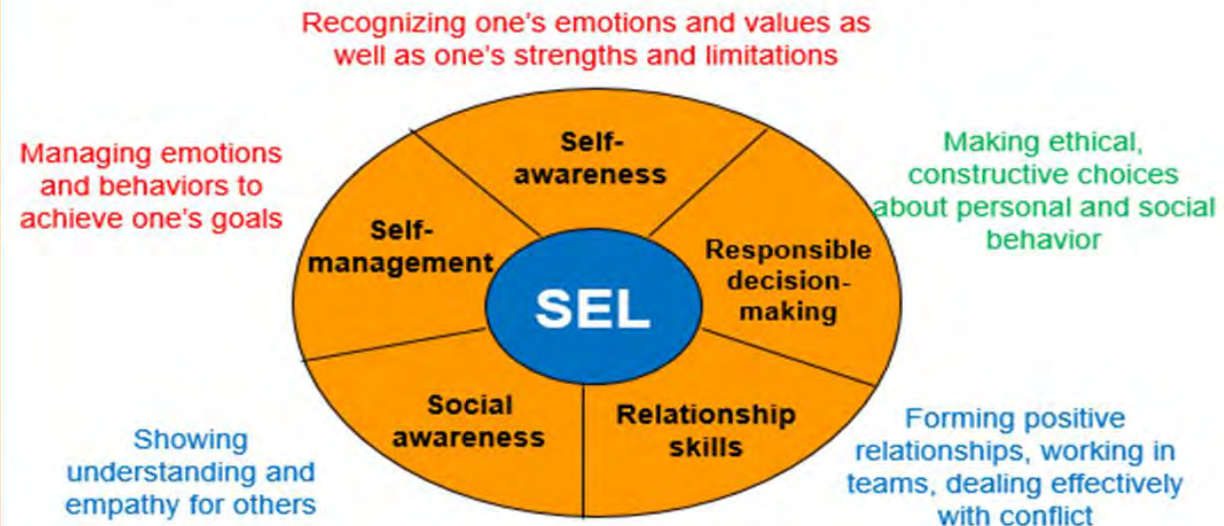 Recognizing one's emotions and values as
well as one's strengths and limitations
Managing emotions
and behaviors to
achieve one's goals
Self-
awareness
Making ethical,
constructive choices
about personal and social
behavior
Self-
management
Responsible
decision-
making
SEL
Social
awareness
Relationship
skills
Showing
understanding and
empathy for others
Forming positive
relationships, working in
teams, dealing effectively
with conflict